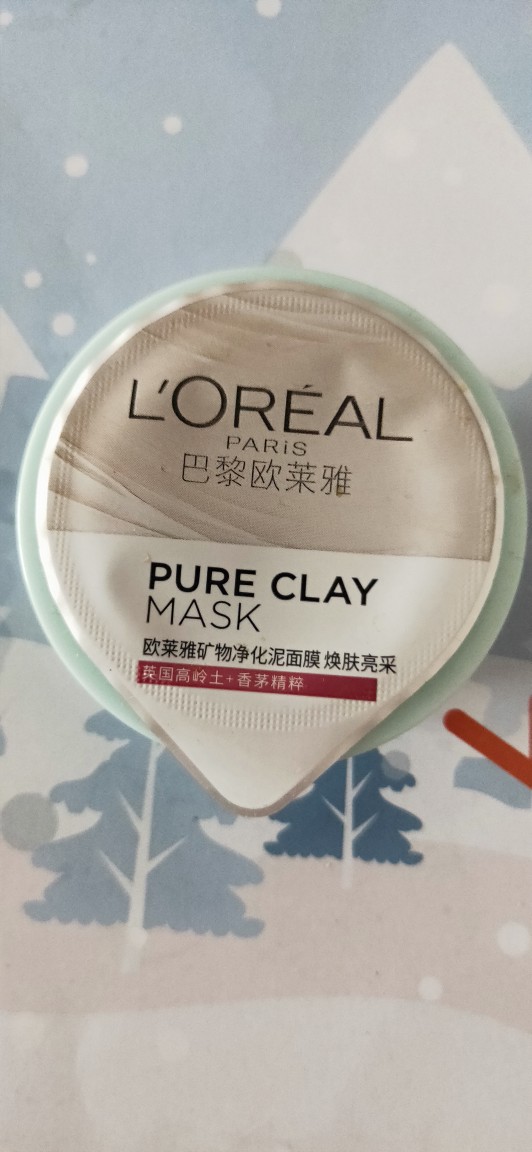 L'ORÉAL
PARiS
巴黎欧莱雅
PURE CLAY
MASK
欧莱雅矿物净化泥面膜 焕肤亮采
英国高岭土+香茅精粹